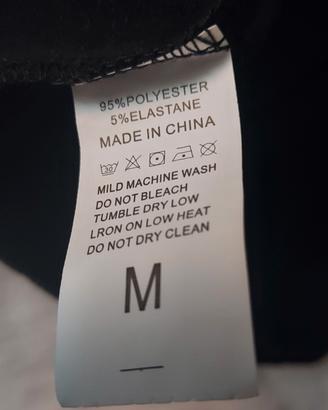 95%POLYESTER
5%ELASTANE
MADE IN CHINA
MILD MACHINE WASH
DO NOT BLEACH
TUMBLE DRY LOW
LRON ON LOW HEAT
DO NOT DRY CLEAN
M